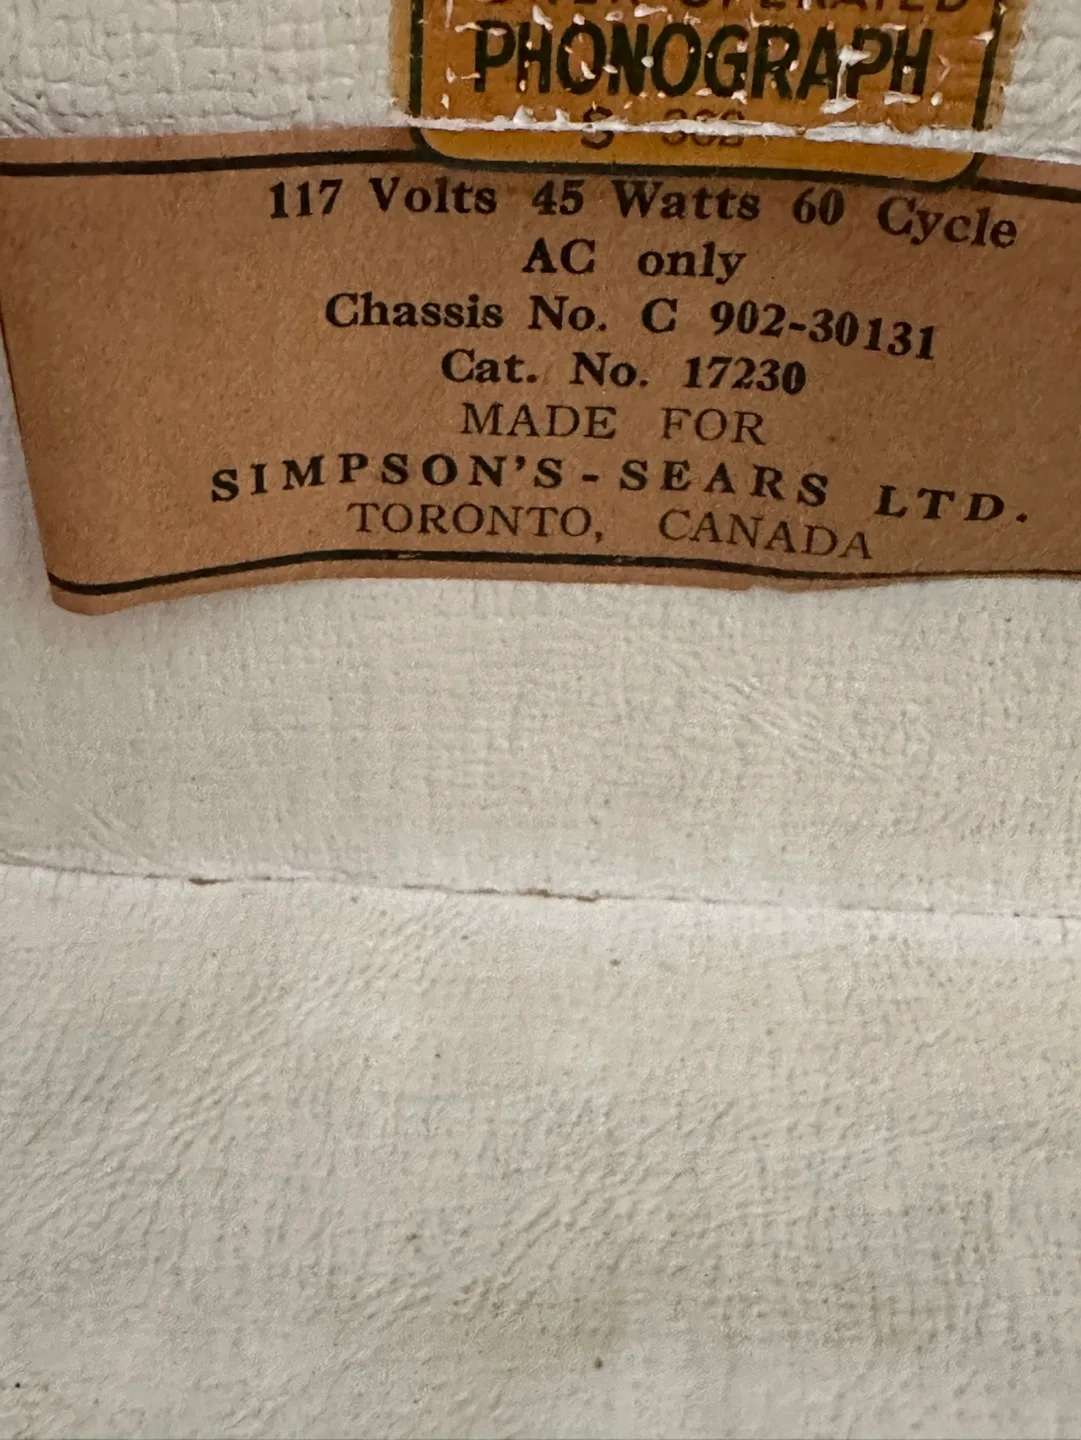 OPERATED
PHONOGRAPH
S
117 Volts 45 Watts 60 Cycle
AC only
Chassis No. C 902-30131
Cat. No. 17230
MADE FOR
SIMPSON'S-SEARS LTD.
TORONTO, CANADA